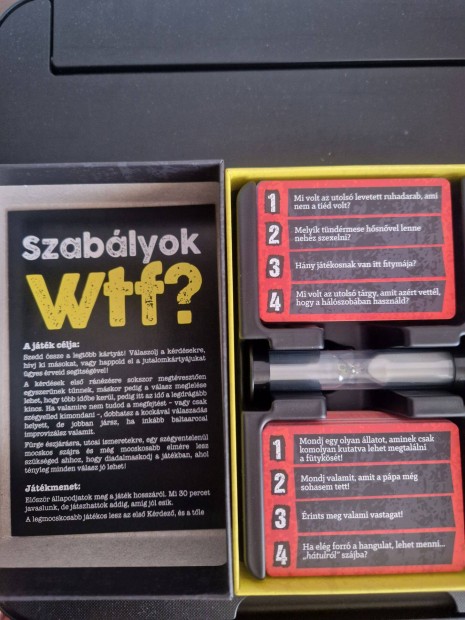 Szabályok
Wtf?
A játék célja:
Szedd össze a legtöbb kártyát! Válaszolj a kérdésekre,
hívj ki másokat, vagy happold el a jutalomkártyájukat
ügyes érveid segítségével!
A kérdések első ránézésre sokszor megtévesztően
egyszerűnek tűnnek, máskor pedig a válasz meglelése
lehet, hogy több időbe kerül, pedig itt az idő a legdrágább
kincs. Ha valamire nem tudod a megfejtést - vagy csak
szégyelled kimondani -, dobhatsz a kockával válaszadás
helyett, de jobban jársz, ha inkább baltaarccal
improvizálsz valamit.
Fürge észjárásra, utcai ismeretekre, egy szégyentelenül
mocskos szájra és még mocskosabb elmére lesz
szükséged ahhoz, hogy diadalmaskodj a játékban, ahol
tényleg minden válasz jó lehet!
Játékmenet:
Először állapodjatok meg a játék hosszáról. Mi 30 percet
javaslunk, de játszhattok addig, amíg jól esik.
A legmocskosabb játékos lesz az első Kérdező, és a tőle
1 Mi volt az utolsó levetett ruhadarab, ami
nem a tiéd volt?
2 Melyik tündérmese hősnővel lenne
nehéz szexelni?
3 Hány játékosnak van itt fitymája?
4 Mi volt az utolsó tárgy, amit azért vettél,
hogy a hálószobában használd?
1 Mondj egy olyan állatot, aminek csak
komolyan kutatva lehet megtalálni
a fütykösét!
2 Mondj valamit, amit a pápa még
sohasem tett!
3 Érints meg valami vastagat!
4 Ha elég forró a hangulat, lehet menni...
„hátulról" szájba?